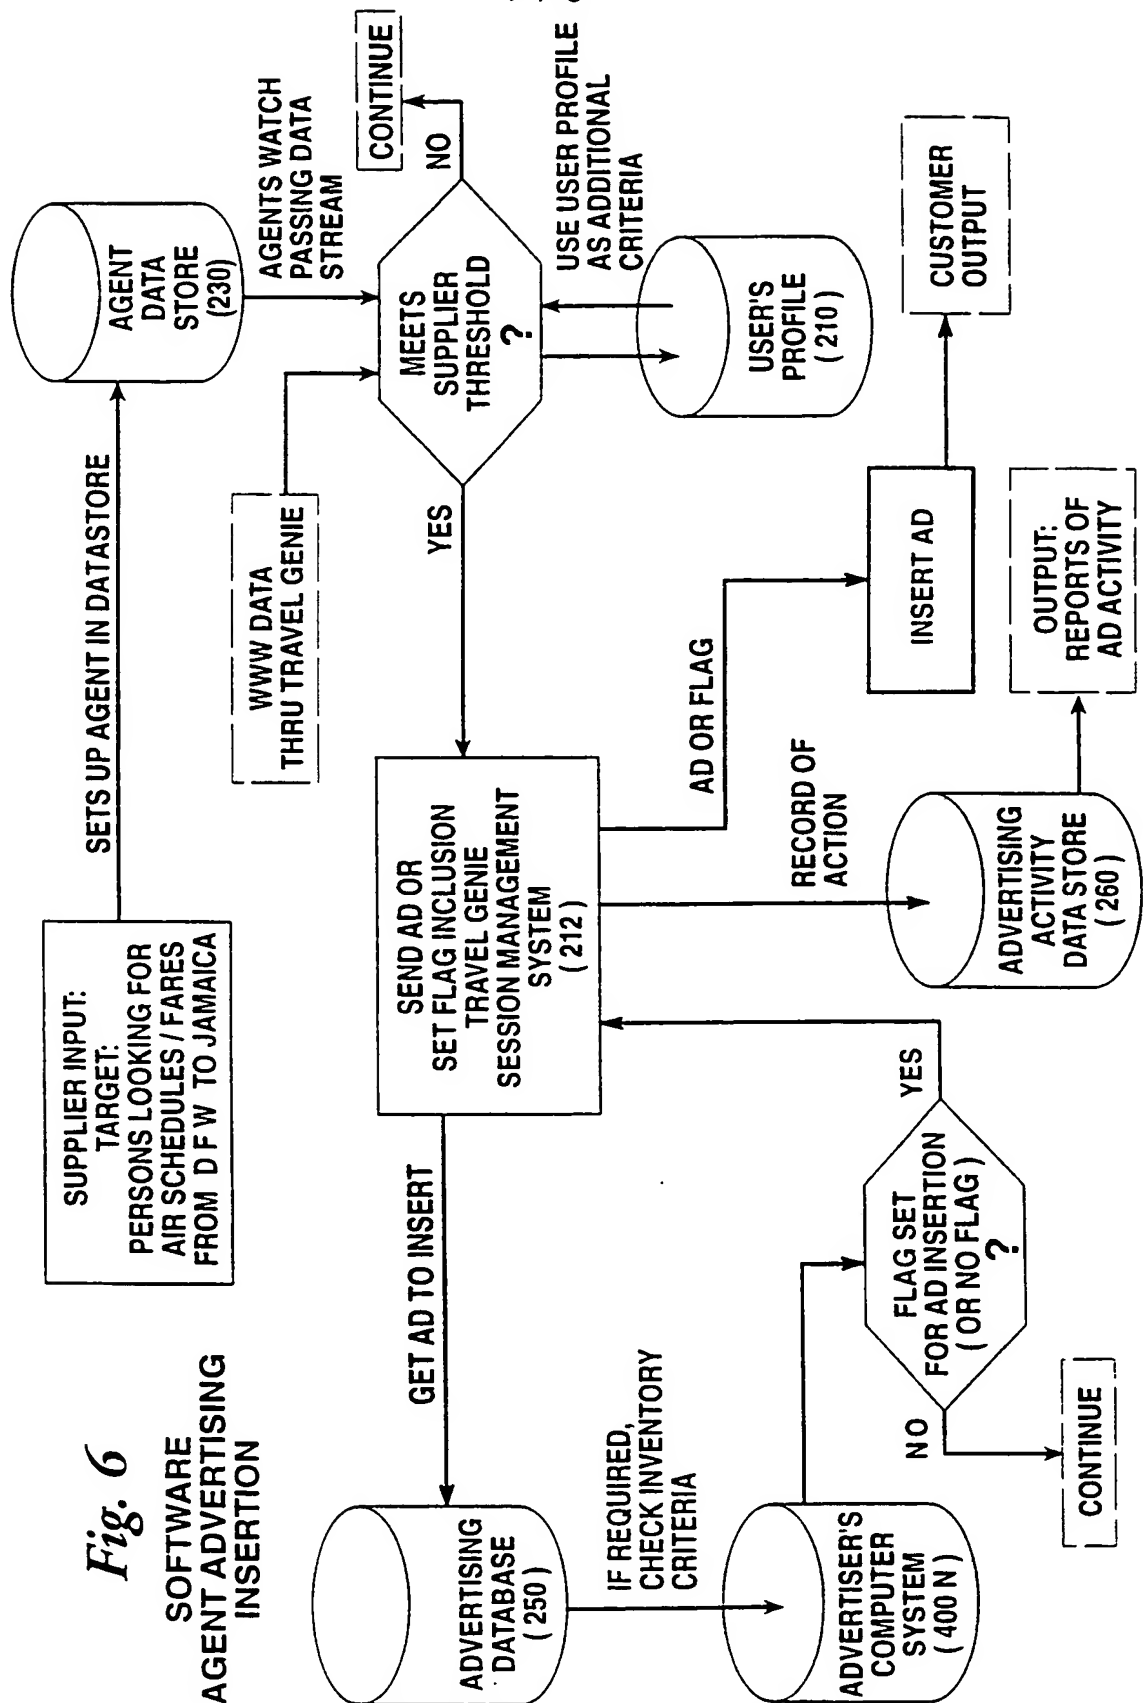 Fig. 6
SOFTWARE
AGENT ADVERTISING
INSERTION
SUPPLIER INPUT:
TARGET:
PERSONS LOOKING FOR
AIR SCHEDULES / FARES
FROM D F W TO JAMAICA
SETS UP AGENT IN DATASTORE
AGENT
DATA
STORE
(230)
WWW DATA
THRU TRAVEL GENIE
AGENTS WATCH
PASSING DATA
STREAM
MEETS
SUPPLIER
THRESHOLD
?
NO
CONTINUE
YES
USE USER PROFILE
AS ADDITIONAL
CRITERIA
USER'S
PROFILE
( 210 )
SEND AD OR
SET FLAG INCLUSION
TRAVEL GENIE
SESSION MANAGEMENT
SYSTEM
( 212 )
GET AD TO INSERT
ADVERTISING
DATABASE
( 250 )
IF REQUIRED,
CHECK INVENTORY
CRITERIA
ADVERTISER'S
COMPUTER
SYSTEM
( 400 N )
FLAG SET
FOR AD INSERTION
( OR NO FLAG )
?
NO
CONTINUE
YES
RECORD OF
ACTION
ADVERTISING
ACTIVITY
DATA STORE
( 260 )
OUTPUT:
REPORTS OF
AD ACTIVITY
AD OR FLAG
INSERT AD
CUSTOMER
OUTPUT